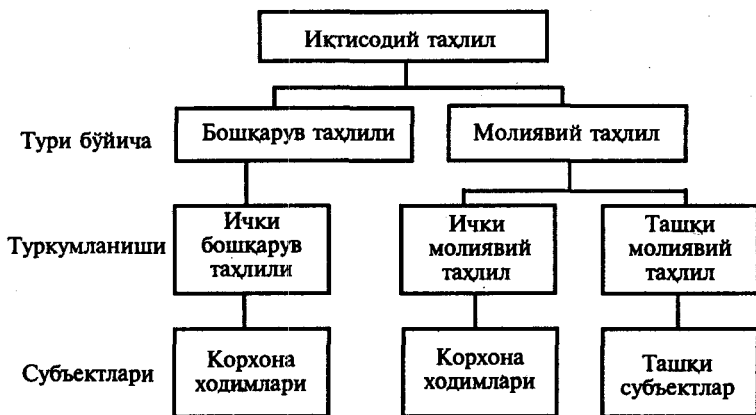 Иқтисодий таҳлил
Тури бўйича
Бошқарув таҳлили
Молиявий таҳлил
Туркумланиши
Ички
бошқарув
таҳлили
Ички
молиявий
таҳлил
Ташқи
молиявий
таҳлил
Субъектлари
Корхона
ходимлари
Корхона
ходимлари
Ташқи
субъектлар